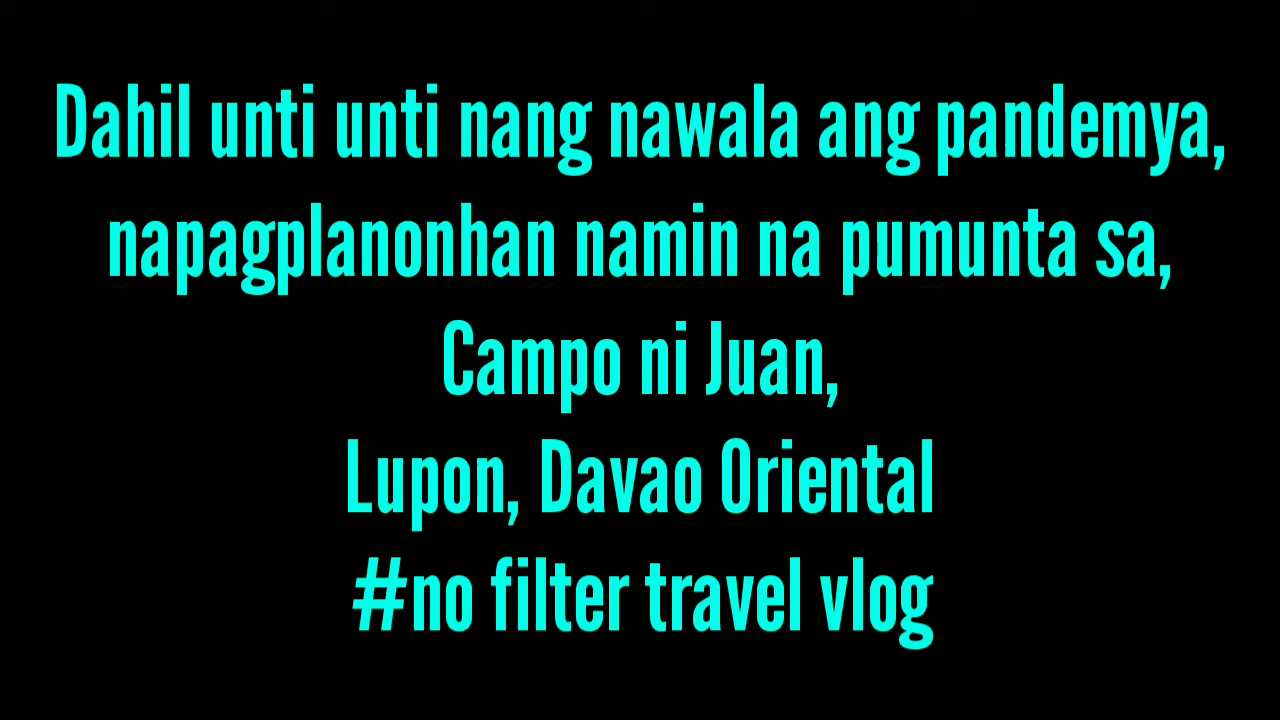 Dahil unti unti nang nawala ang pandemya,
napagplanonhan namin na pumunta sa,
Campo ni Juan,
Lupon, Davao Oriental
#no filter travel vlog